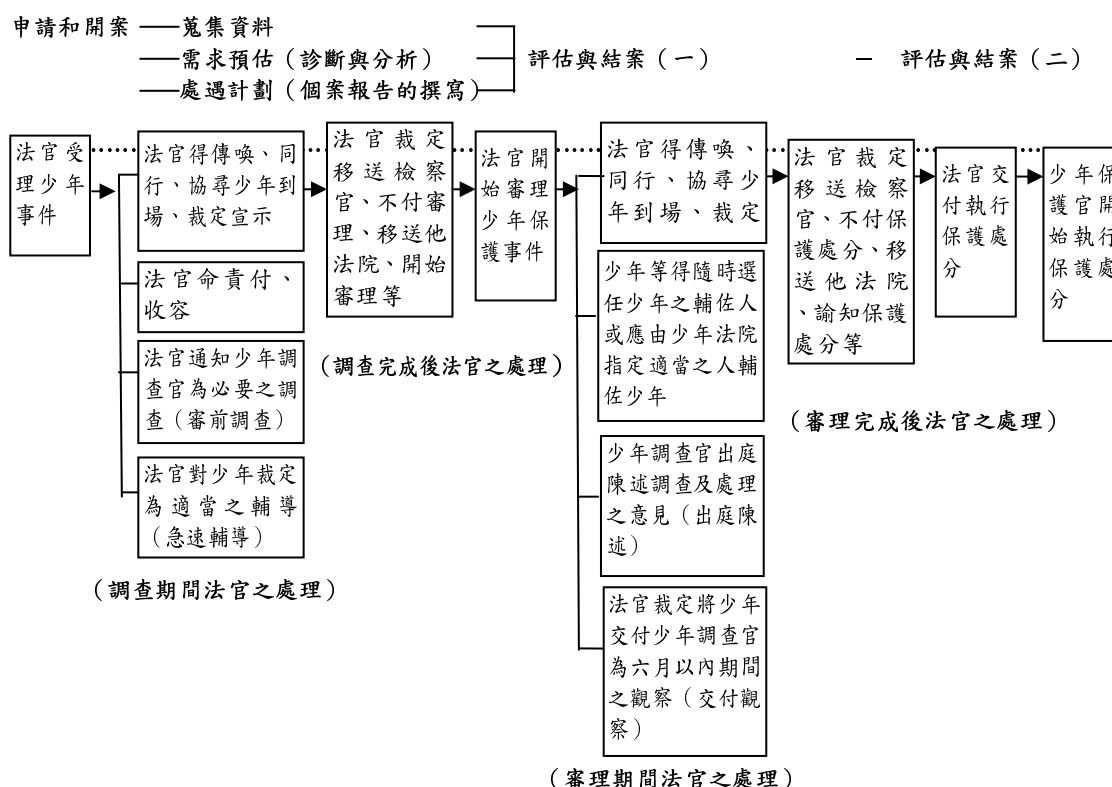 申請和開案 蒐集資料
需求預估（診斷與分析） 評估與結案（一） 評估與結案（二）
處遇計劃（個案報告的撰寫）
法官受
理少年
事件
法官得傳喚、同
行、協尋少年到
場、裁定宣示
法官命責付、
收容
法官通知少年調
查官為必要之調
查（審前調查）
法官對少年裁定
為適當之輔導
（急速輔導）
（調查期間法官之處理）
法官裁定
移送檢察
官、不付審
理、移送他
法院、開始
審理等
（調查完成後法官之處理）
法官開
始審理
少年保
護事件
法官得傳喚、
同行、協尋少
年到場、裁定
少年等得隨時選
任少年之輔佐人
或應由少年法院
指定適當之人輔
佐少年
少年調查官出庭
陳述調查及處理
之意見（出庭陳
述）
法官裁定將少年
交付少年調查官
為六月以內期間
之觀察（交付觀
察）
（審理期間法官之處理）
法官裁定
移送檢察
官、不付保
護處分、移
送他法院
、諭知保護
處分等
（審理完成後法官之處理）
法官交
付執行
保護處
分
少年保
護官開
始執行
保護處
分